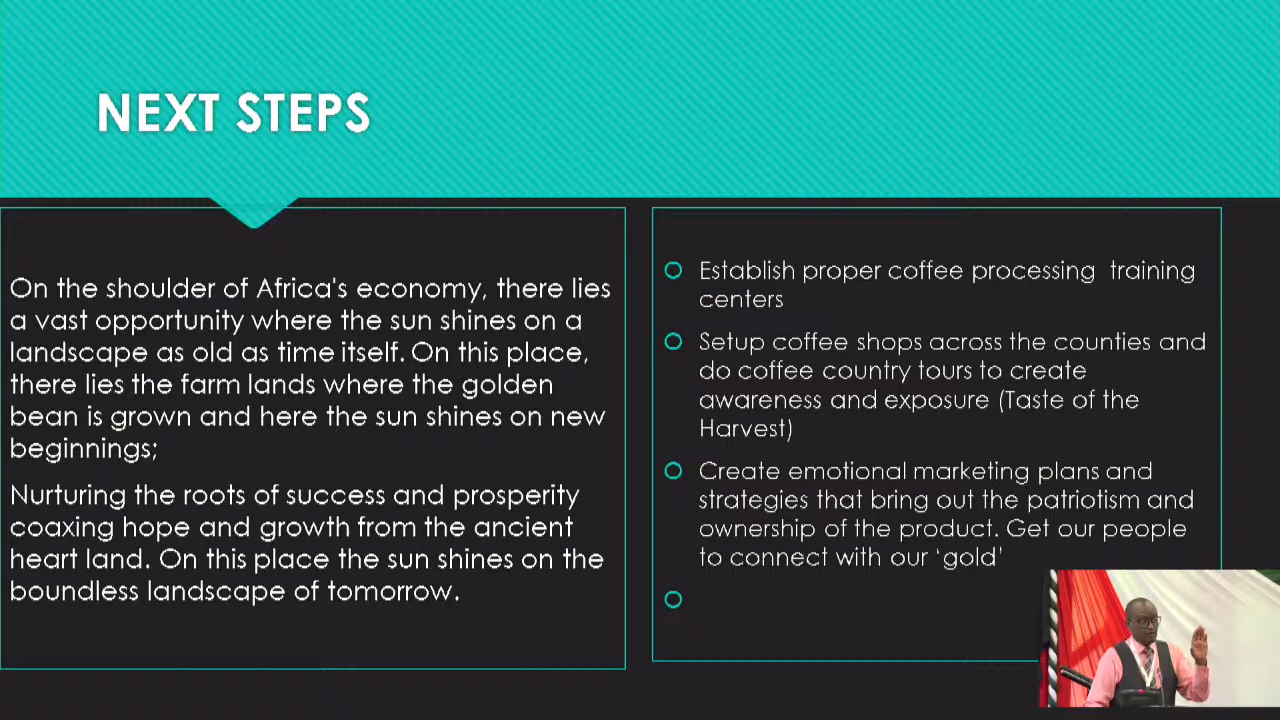 NEXT STEPS
On the shoulder of Africa's economy, there lies
a vast opportunity where the sun shines on a
landscape as old as time itself. On this place,
there lies the farm lands where the golden
bean is grown and here the sun shines on new
beginnings;
Nurturing the roots of success and prosperity
coaxing hope and growth from the ancient
heart land. On this place the sun shines on the
boundless landscape of tomorrow.
Establish proper coffee processing  training
centers
Setup coffee shops across the counties and
do coffee country tours to create
awareness and exposure (Taste of the
Harvest)
Create emotional marketing plans and
strategies that bring out the patriotism and
ownership of the product. Get our people
to connect with our ‘gold’